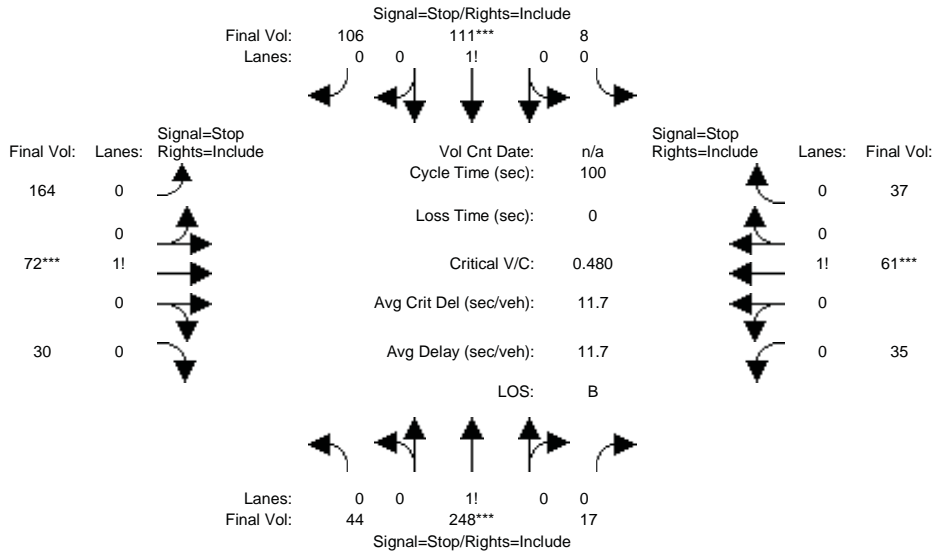 Signal=Stop/Rights=Include
Final Vol: 106 111*** 8
Lanes: 0 0 1! 0 0
Signal=Stop
Final Vol: Lanes: Rights=Include
Vol Cnt Date: n/a
Signal=Stop
Rights=Include Lanes: Final Vol:
Cycle Time (sec): 100
164 0
0 37
Loss Time (sec): 0
0
0
72*** 1!
Critical V/C: 0.480
1! 61***
0
Avg Crit Del (sec/veh): 11.7
0
30 0
Avg Delay (sec/veh): 11.7
0 35
LOS: B
Lanes: 0 0 1! 0 0
Final Vol: 44 248*** 17
Signal=Stop/Rights=Include